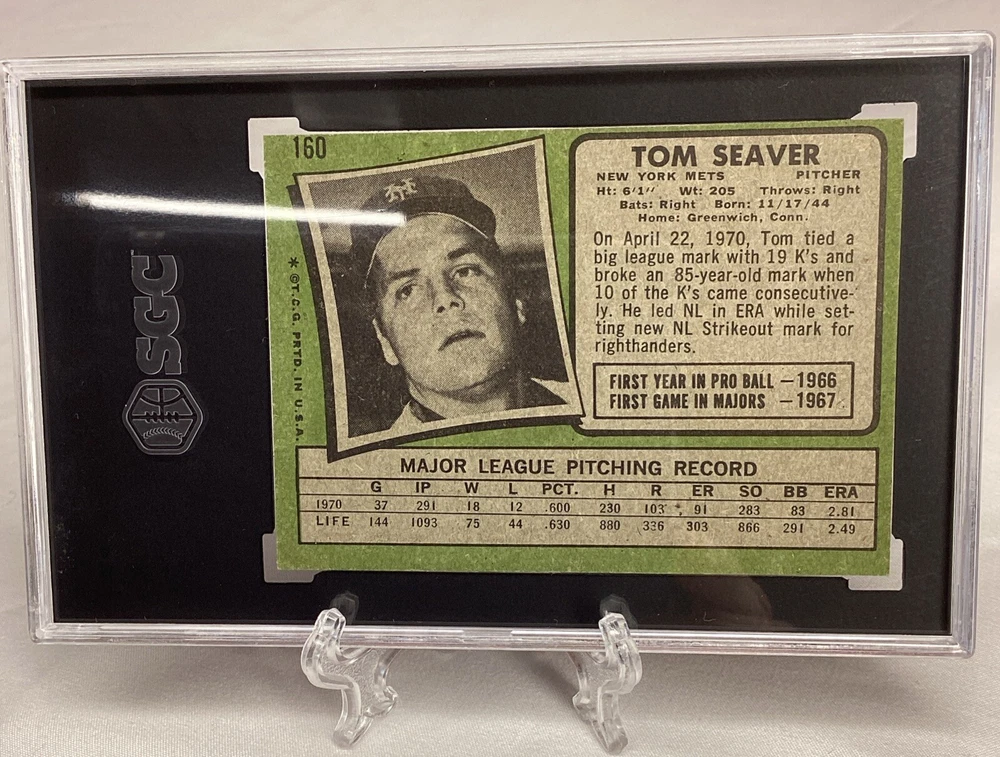 160
TOM SEAVER
NEW YORK METS PITCHER
Ht: 6'1" Wt: 205 Throws: Right
Bats: Right Born: 11/17/44
Home: Greenwich, Conn.
On April 22, 1970, Tom tied a
big league mark with 19 K's and
broke an 85-year-old mark when
10 of the K's came consecutive-
ly. He led NL in ERA while set-
ting new NL Strikeout mark for
righthanders.
FIRST YEAR IN PRO BALL — 1966
FIRST GAME IN MAJORS — 1967
NY
* © T.C.G. PRTD. IN U.S.A.
SGC
MAJOR LEAGUE PITCHING RECORD
G IP W L PCT. H R ER SO BB ERA
1970 37 291 18 12 .600 230 103 91 283 83 2.81
LIFE 144 1093 75 44 .630 880 336 303 866 291 2.49